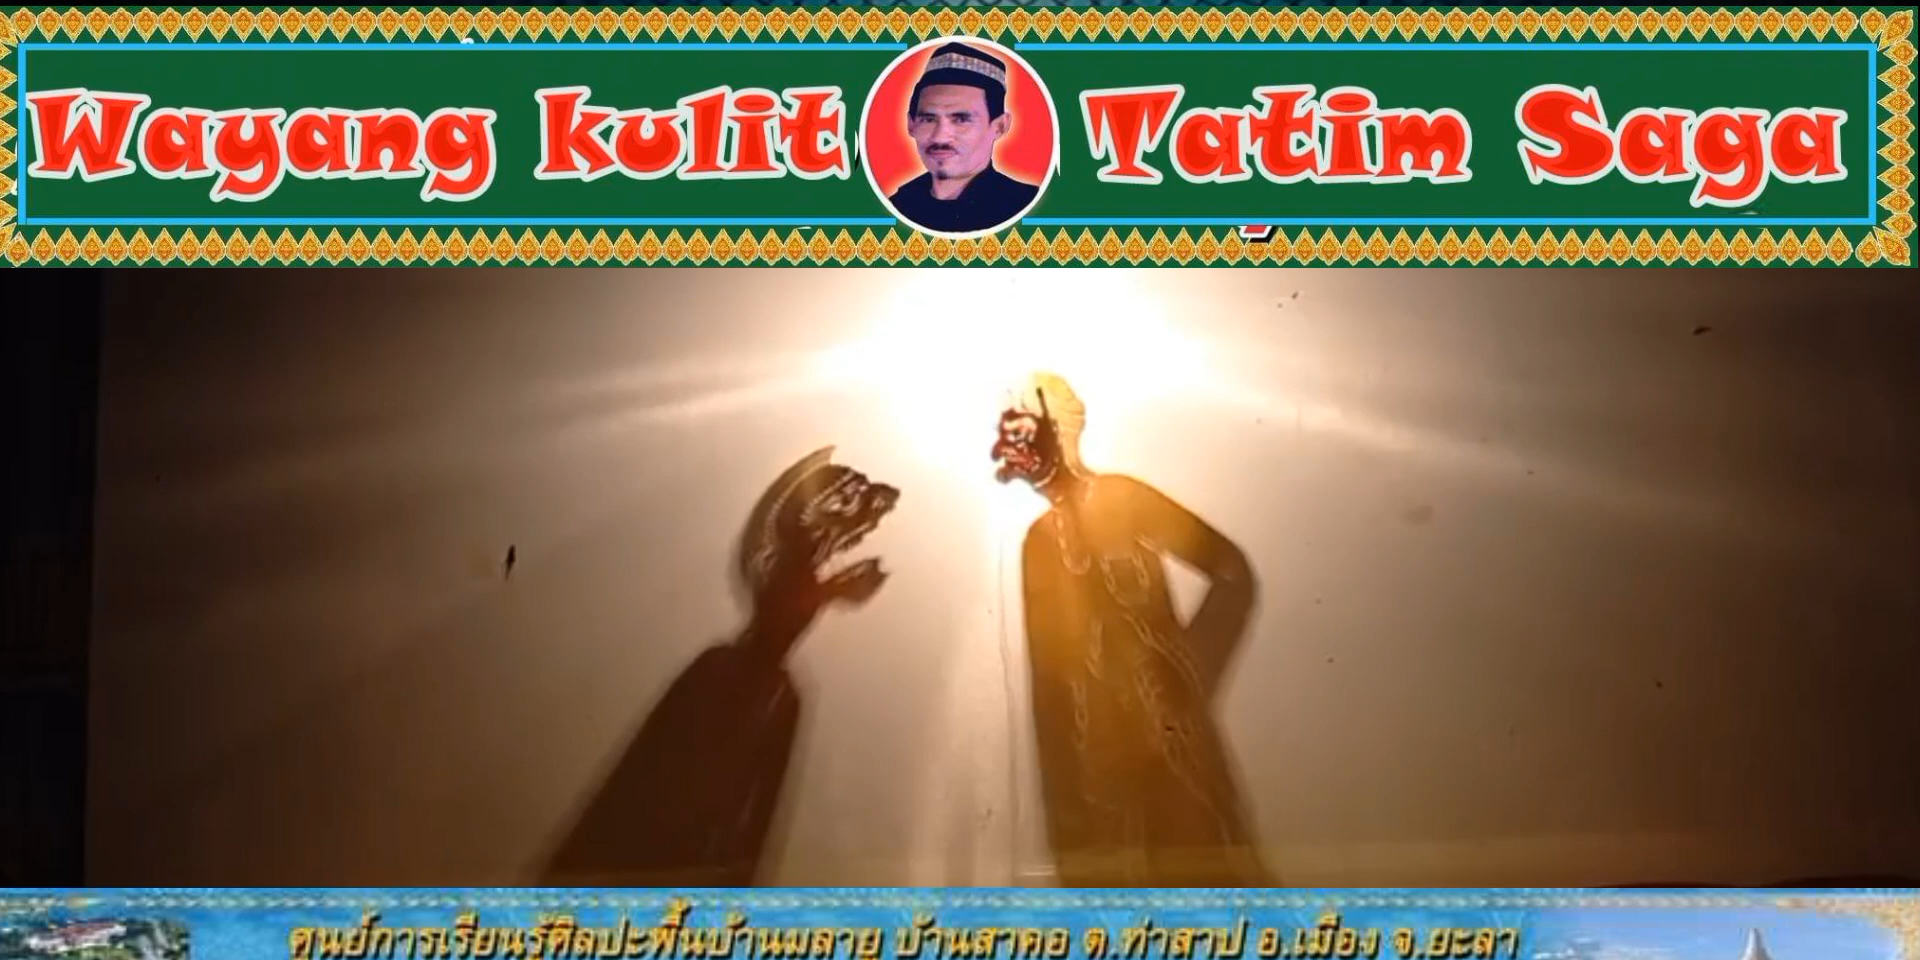 Wayang kulit Tatim Saga
ศูนย์การเรียนรู้ศิลปะพื้นบ้านมลายู บ้านสาคอ ต.ท่าสาป อ.เมือง จ.ยะลา